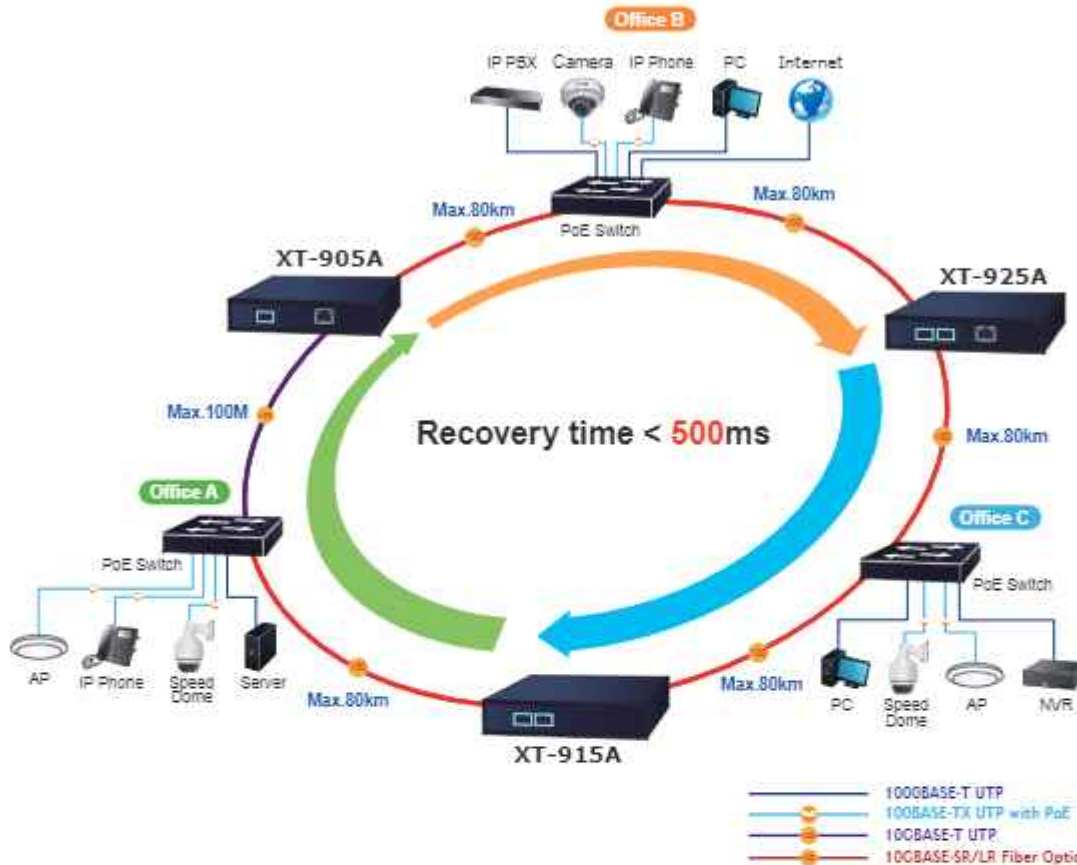 Office B
IP PBX
Camera
IP Phone
PC
Internet
Max.80km
Max.80km
PoE Switch
XT-905A
XT-925A
Max.100M
Recovery time < 500ms
Max.80km
Office A
Office C
PoE Switch
PoE Switch
AP
IP Phone
Speed
Dome
Server
Max.80km
Max.80km
PC
Speed
Dome
AP
NVR
XT-915A
1000BASE-T UTP
100BASE-TX UTP with PoE
10GBASE-T UTP
10GBASE-SR/LR Fiber Optic